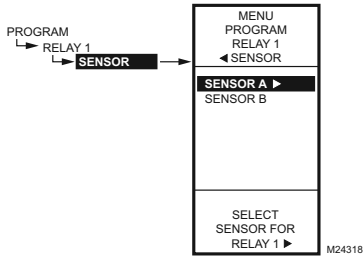 PROGRAM
RELAY 1
SENSOR
MENU
PROGRAM
RELAY 1
◄ SENSOR
SENSOR A ►
SENSOR B
SELECT
SENSOR FOR
RELAY 1 ►
M24318